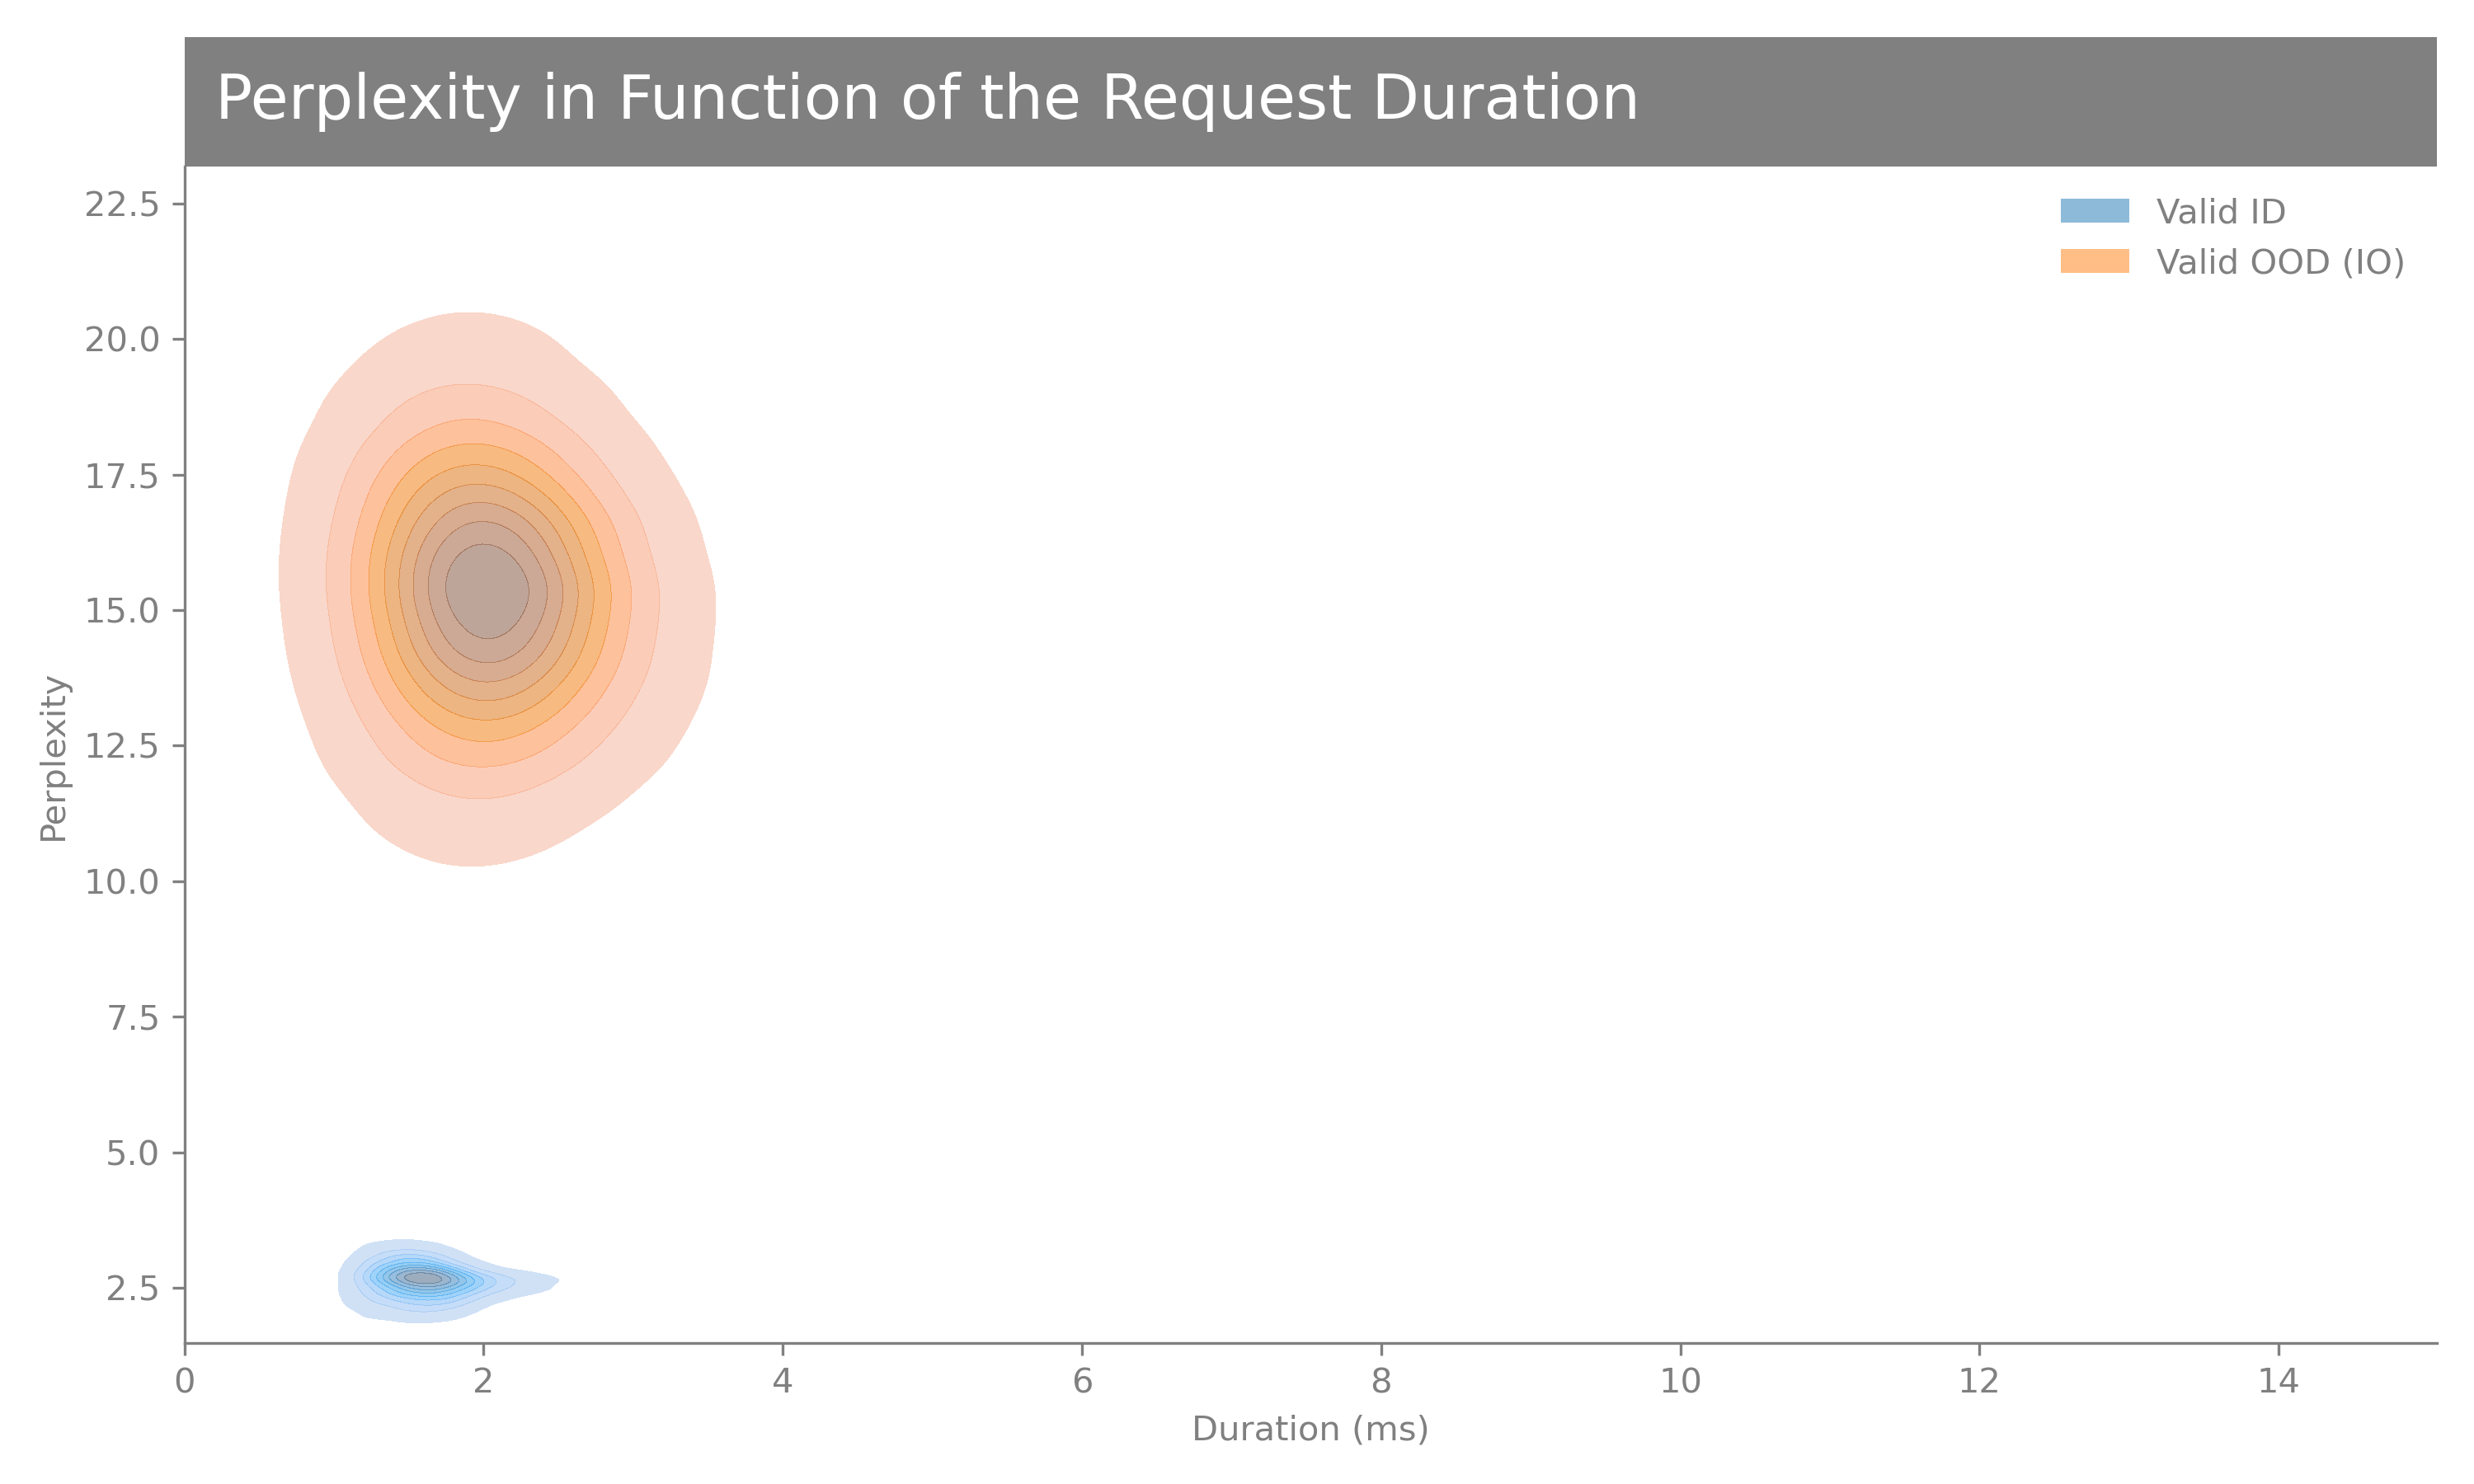 Perplexity in Function of the Request Duration
Valid ID
Valid OOD (IO)
22.5
20.0
17.5
15.0
12.5
10.0
7.5
5.0
2.5
Perplexity
0 2 4 6 8 10 12 14
Duration (ms)